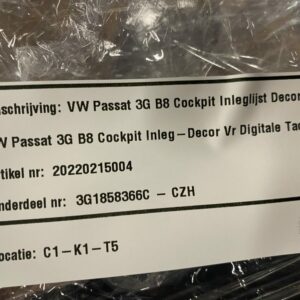 schrijving: VW Passat 3G B8 Cockpit Inleglijst Decor
W Passat 3G B8 Cockpit Inleg-Decor Vr Digitale Tac
tikel nr: 20220215004
nderdeel nr: 3G1858366C - CZH
ocatie: C1-K1-T5